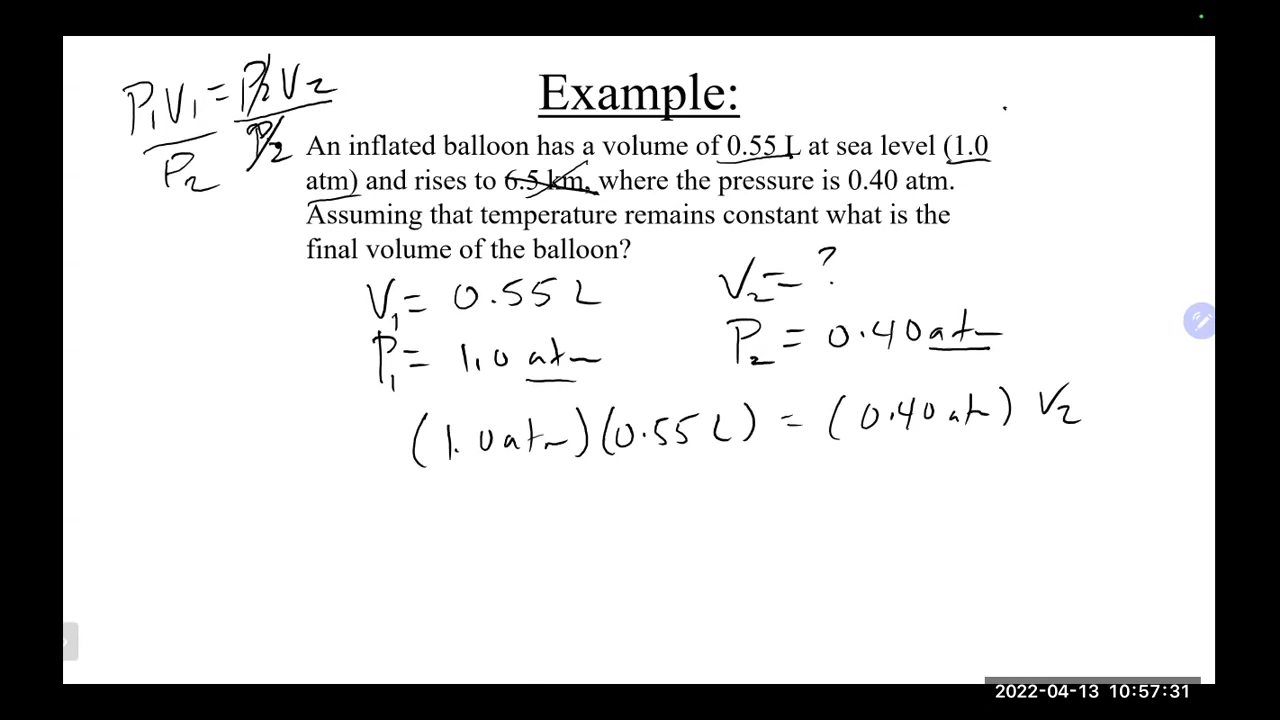 P₁V₁ = P₂V₂
P₂ P₂
Example:
An inflated balloon has a volume of 0.55 L at sea level (1.0
atm) and rises to 6.5 km, where the pressure is 0.40 atm.
Assuming that temperature remains constant what is the
final volume of the balloon?
V₁ = 0.55 L V₂ = ?
P₁ = 1.0 atm P₂ = 0.40 atm
(1.0 atm)(0.55 L) = (0.40 atm) V₂
2022-04-13 10:57:31